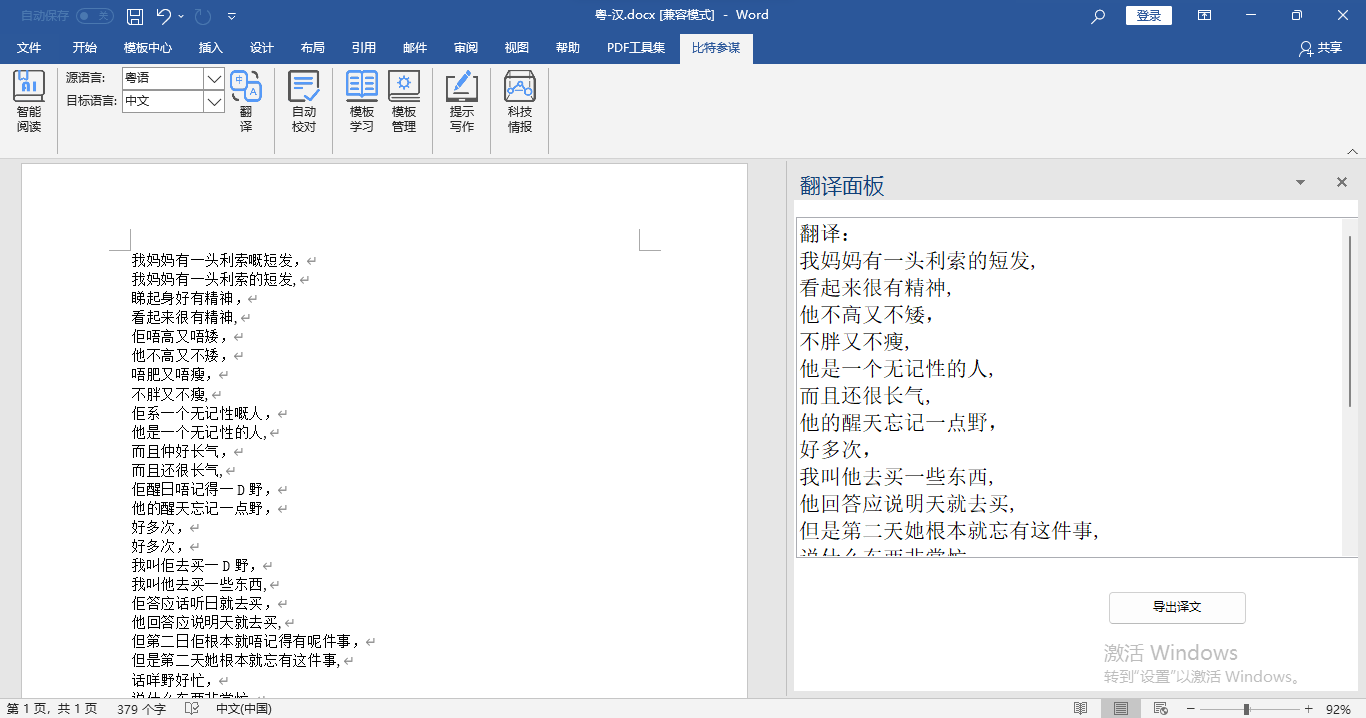 自动保存 关 粤-汉.docx [兼容模式] - Word 登录
文件 开始 模板中心 插入 设计 布局 引用 邮件 审阅 视图 帮助 PDF工具集 比特参谋 共享
智能阅读
源语言: 粤语
目标语言: 中文
翻译
自动校对
模板学习
模板管理
提示写作
科技情报
我妈妈有一头利索嘅短发，
我妈妈有一头利索的短发,
睇起身好有精神，
看起来很有精神,
佢唔高又唔矮，
他不高又不矮，
唔肥又唔瘦，
不胖又不瘦,
佢系一个无记性嘅人，
他是一个无记性的人,
而且仲好长气，
而且还很长气,
佢醒日唔记得一 D 野，
他的醒天忘记一点野，
好多次，
好多次，
我叫佢去买一 D 野，
我叫他去买一些东西,
佢答应话听日就去买，
他回答应说明天就去买,
但第二日佢根本就唔记得有呢件事，
但是第二天她根本就忘有这件事,
话咩野好忙，
说什么东西非常忙
翻译面板
翻译：
我妈妈有一头利索的短发,
看起来很有精神,
他不高又不矮，
不胖又不瘦,
他是一个无记性的人,
而且还很长气,
他的醒天忘记一点野，
好多次，
我叫他去买一些东西,
他回答应说明天就去买,
但是第二天她根本就忘有这件事,
说什么东西非常忙
导出译文
激活 Windows
转到"设置"以激活 Windows。
第 1 页，共 1 页 379 个字 中文(中国) 92%